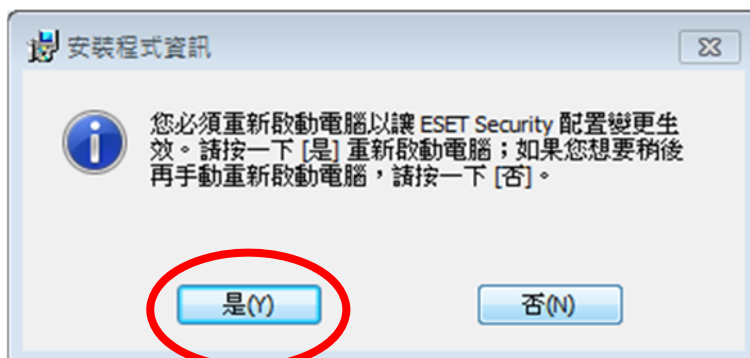 安裝程式資訊
您必須重新啟動電腦以讓 ESET Security 配置變更生
效。請按一下 [是] 重新啟動電腦；如果您想要稍後
再手動重新啟動電腦，請按一下 [否]。
是(Y)
否(N)